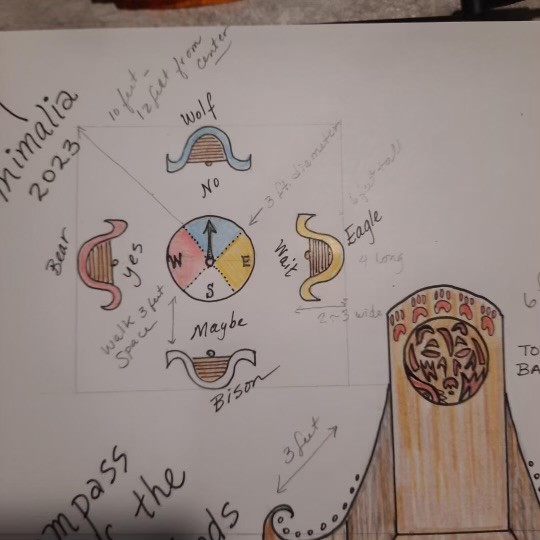 10 feet -
12 feet from
center
nimalia
2023
Wolf
No
3 ft. diameter
6 feet tall
Bear
yes
W
E
S
Wait
Eagle
4 long
2-3 wide
Walk 3 feet
Space
Maybe
Bison
6
TO
BA
3 feet
mpass
the
nds